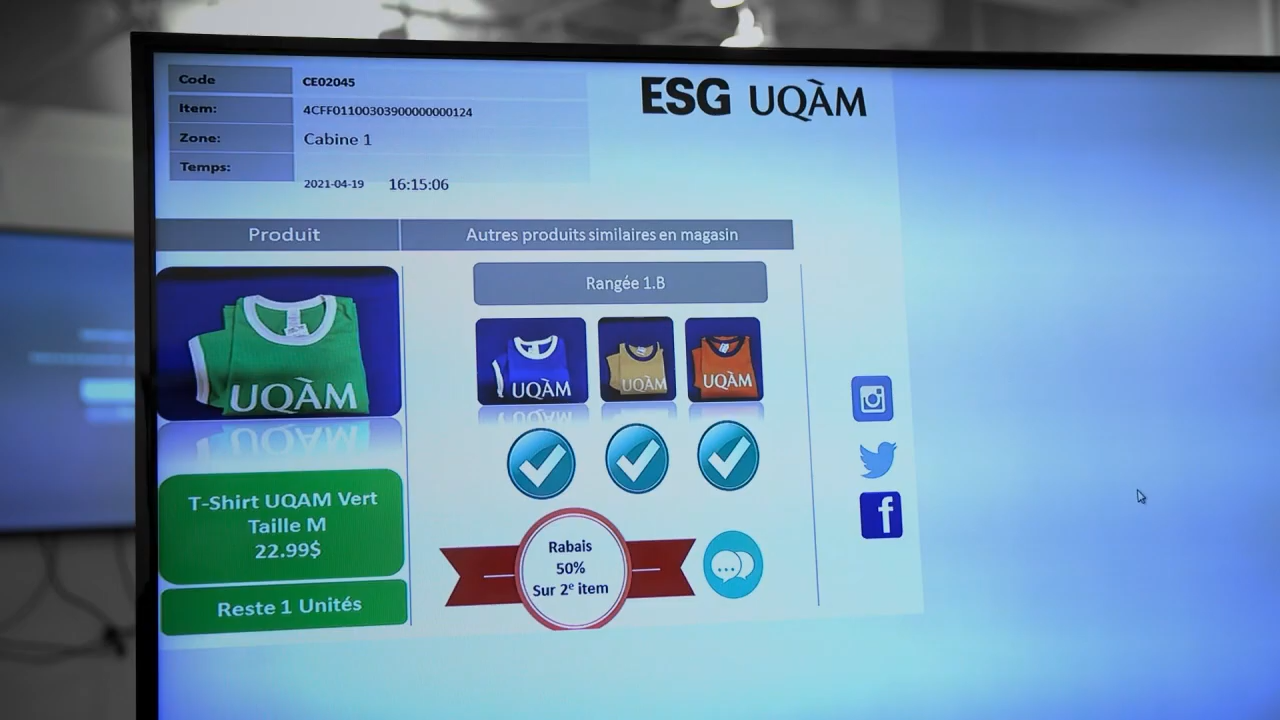 Code CE02045
Item: 4CFF01100303900000000124
Zone: Cabine 1
Temps: 2021-04-19 16:15:06
ESG UQÀM
Produit
Autres produits similaires en magasin
Rangée 1.B
UQÀM
UQÀM
UQÀM
UQÀM
T-Shirt UQAM Vert
Taille M
22.99$
Reste 1 Unités
Rabais
50%
Sur 2e item